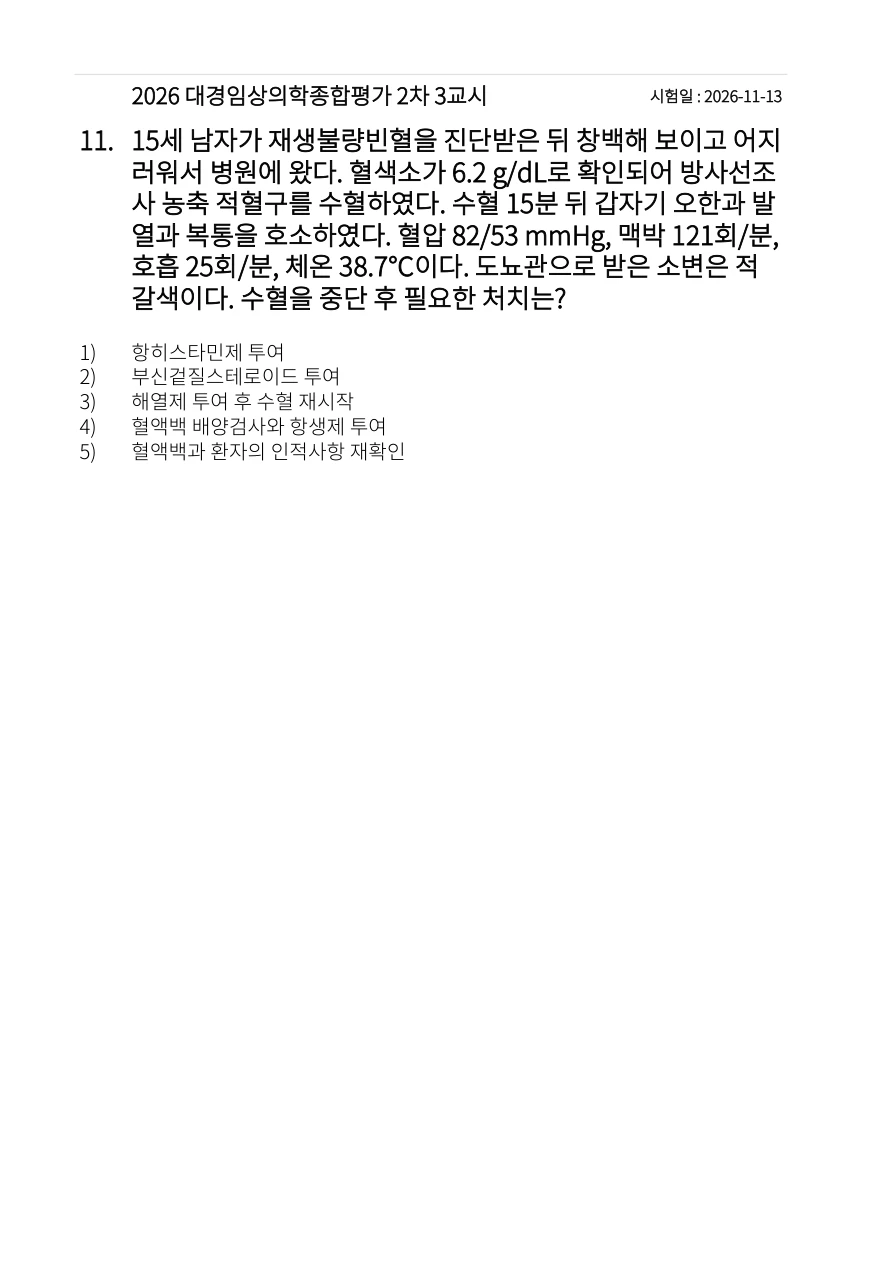 2026 대경임상의학종합평가 2차 3교시
시험일 : 2026-11-13
11. 15세 남자가 재생불량빈혈을 진단받은 뒤 창백해 보이고 어지
러워서 병원에 왔다. 혈색소가 6.2 g/dL로 확인되어 방사선조
사 농축 적혈구를 수혈하였다. 수혈 15분 뒤 갑자기 오한과 발
열과 복통을 호소하였다. 혈압 82/53 mmHg, 맥박 121회/분,
호흡 25회/분, 체온 38.7℃이다. 도뇨관으로 받은 소변은 적
갈색이다. 수혈을 중단 후 필요한 처치는?
1) 항히스타민제 투여
2) 부신겉질스테로이드 투여
3) 해열제 투여 후 수혈 재시작
4) 혈액백 배양검사와 항생제 투여
5) 혈액백과 환자의 인적사항 재확인